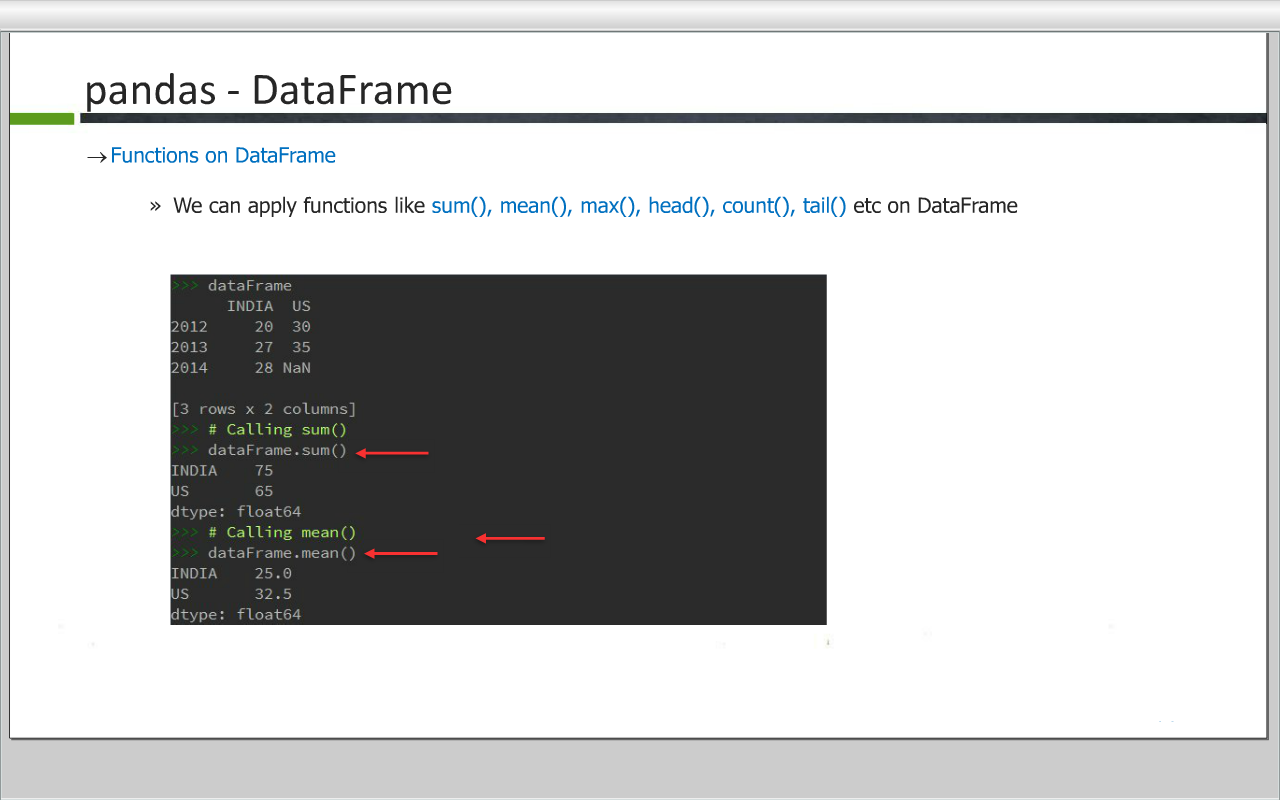 pandas - DataFrame
→Functions on DataFrame
» We can apply functions like sum(), mean(), max(), head(), count(), tail() etc on DataFrame
>>> dataFrame
      INDIA  US
2012     20  30
2013     27  35
2014     28 NaN
[3 rows x 2 columns]
>>> # Calling sum()
>>> dataFrame.sum()
INDIA    75
US       65
dtype: float64
>>> # Calling mean()
>>> dataFrame.mean()
INDIA    25.0
US       32.5
dtype: float64